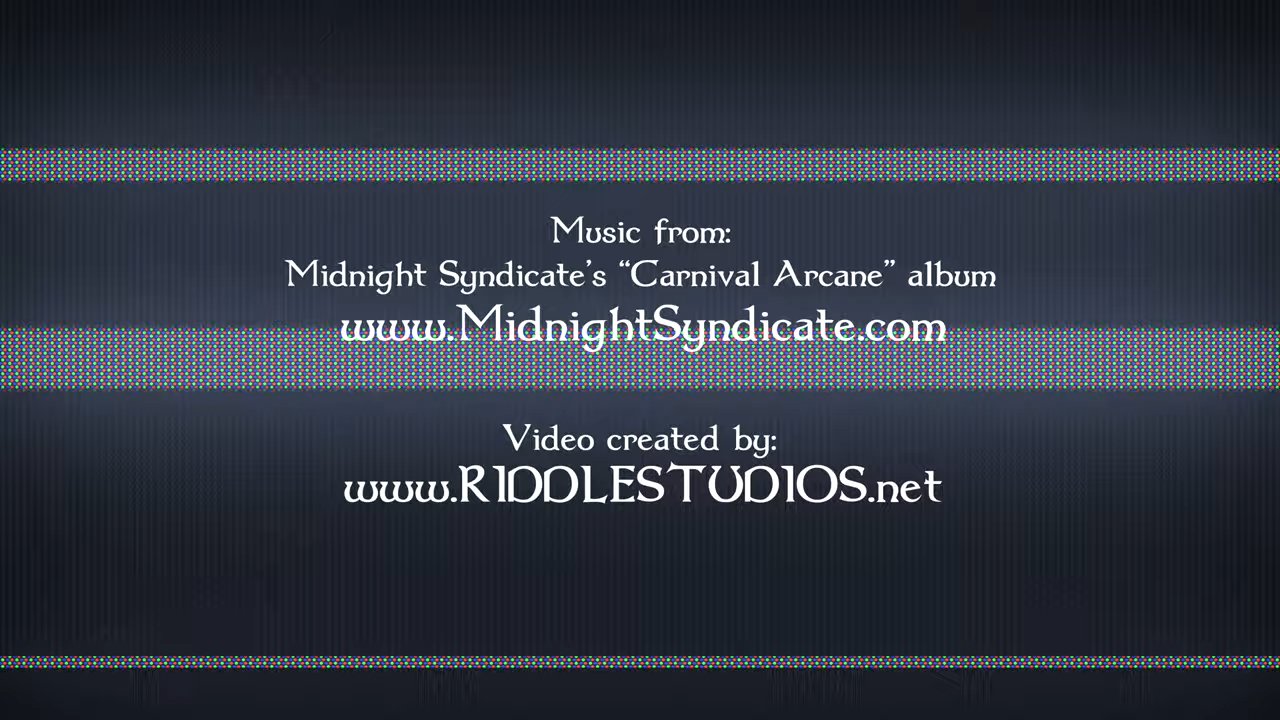 Music from:
Midnight Syndicate's “Carnival Arcane” album
www.MidnightSyndicate.com
Video created by:
www.RIDDLESTUDIOS.net